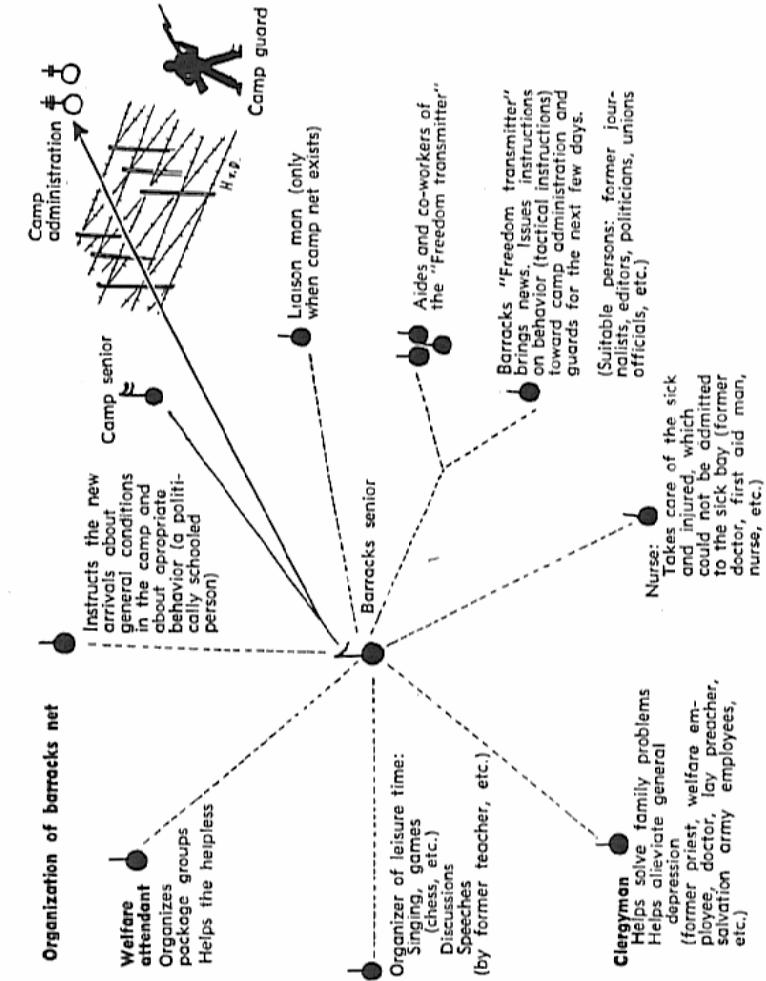 Organization of barracks net
Instructs the new
arrivals about
general conditions
in the camp and
about apropriate
behavior (a politi-
cally schooled
person)
Camp senior
Camp
administration
H v.D.
Camp guard
Liaison man (only
when camp net exists)
Aides and co-workers of
the "Freedom transmitter"
Barracks "Freedom transmitter"
brings news. Issues instructions
on behavior (tactical instructions)
toward camp administration and
guards for the next few days.
(Suitable persons: former jour-
nalists, editors, politicians, unions
officials, etc.)
Barracks senior
Welfare
attendant
Organizes
package groups
Helps the helpless
Organizer of leisure time:
Singing, games
(chess, etc.)
Discussions
Speeches
(by former teacher, etc.)
Clergyman
Helps solve family problems
Helps alieviate general
depression
(former priest, welfare em-
ployee, doctor, lay preacher,
salvation army employees,
etc.)
Nurse:
Takes care of the sick
and injured, which
could not be admitted
to the sick bay (former
doctor, first aid man,
nurse, etc.)